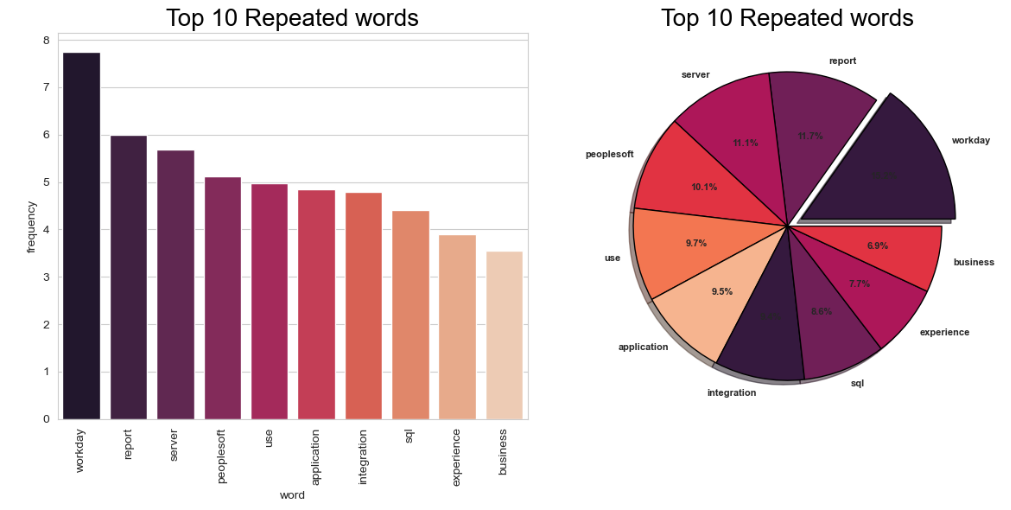 Top 10 Repeated words
8
7
6
5
4
3
2
1
0
frequency
workday
report
server
peoplesoft
use
application
integration
sql
experience
business
word
Top 10 Repeated words
report
server
workday
11.7%
11.1%
peoplesoft
10.1%
use
9.7%
6.9%
business
9.5%
7.7%
8.6%
experience
application
sql
integration